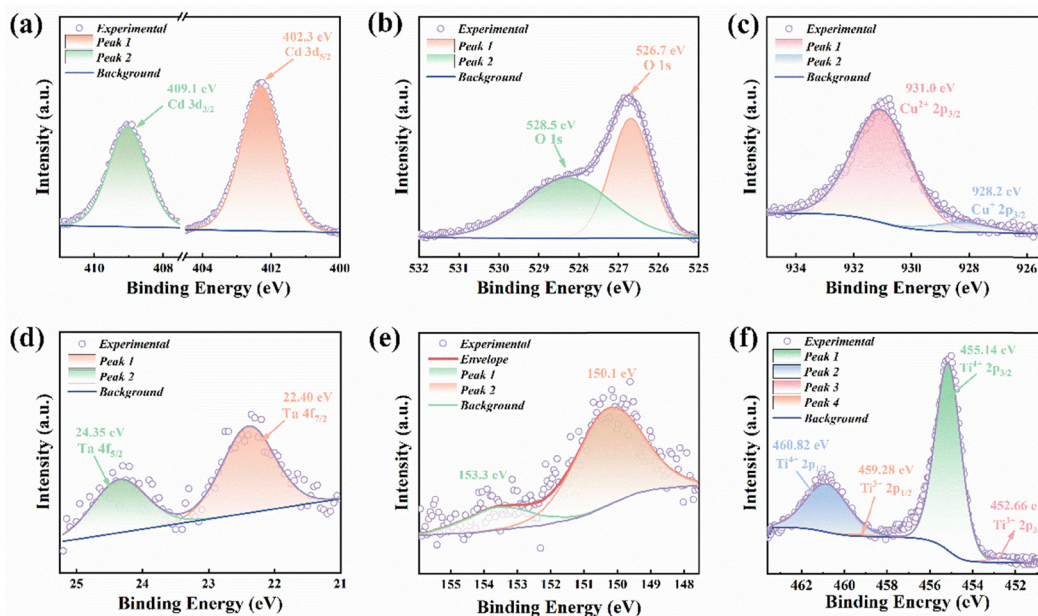 (a)
Experimental
Peak 1
Peak 2
Background
402.3 eV
Cd 3d5/2
409.1 eV
Cd 3d3/2
Intensity (a.u.)
410 408 404 402 400
Binding Energy (eV)
(b)
Experimental
Peak 1
Peak 2
Background
526.7 eV
O 1s
528.5 eV
O 1s
Intensity (a.u.)
532 531 530 529 528 527 526 525
Binding Energy (eV)
(c)
Experimental
Peak 1
Peak 2
Background
931.0 eV
Cu2+ 2p3/2
928.2 eV
Cu+ 2p3/2
Intensity (a.u.)
934 932 930 928 926
Binding Energy (eV)
(d)
Experimental
Peak 1
Peak 2
Background
22.40 eV
Ta 4f7/2
24.35 eV
Ta 4f5/2
Intensity (a.u.)
25 24 23 22 21
Binding Energy (eV)
(e)
Experimental
Envelope
Peak 1
Peak 2
Background
150.1 eV
153.3 eV
Intensity (a.u.)
155 154 153 152 151 150 149 148
Binding Energy (eV)
(f)
Experimental
Peak 1
Peak 2
Peak 3
Peak 4
Background
455.14 eV
Ti4+ 2p3/2
460.82 eV
Ti4+ 2p1/2
459.28 eV
Ti3+ 2p1/2
452.66 e
Ti3+ 2p3/
Intensity (a.u.)
462 460 458 456 454 452
Binding Energy (eV)